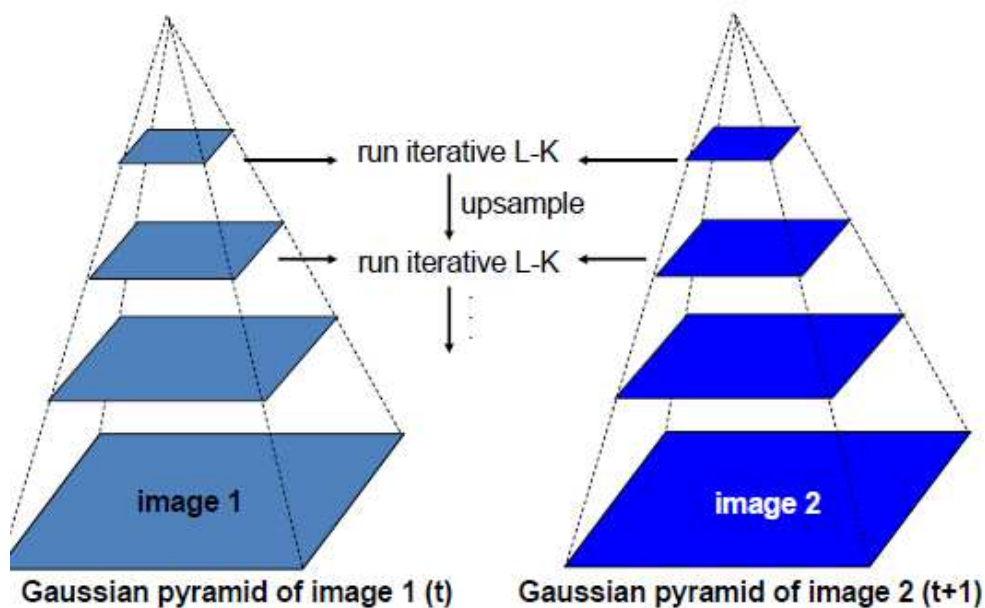 run iterative L-K
upsample
run iterative L-K
image 1
image 2
Gaussian pyramid of image 1 (t)
Gaussian pyramid of image 2 (t+1)